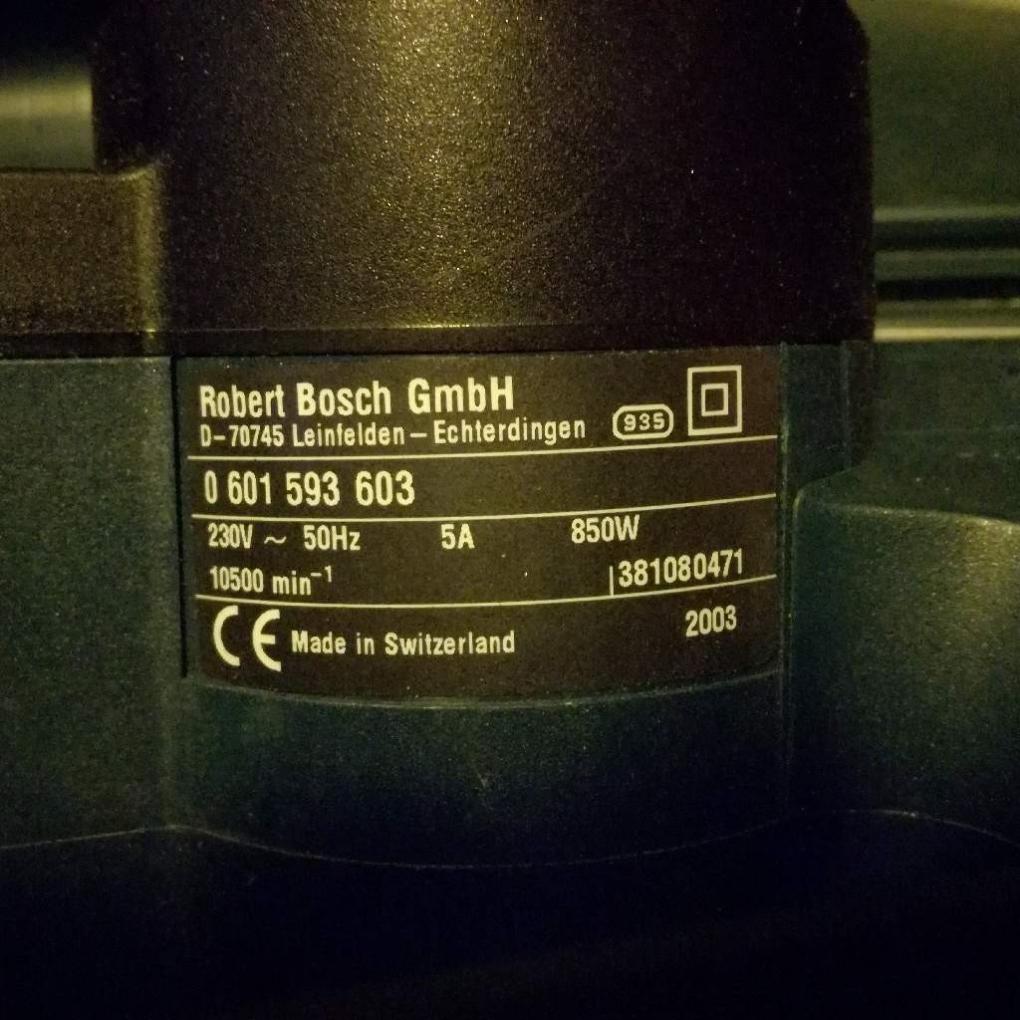 Robert Bosch GmbH
D-70745 Leinfelden – Echterdingen 935
0 601 593 603
230V ~ 50Hz 5A 850W
10500 min⁻¹ 381080471
CE Made in Switzerland 2003